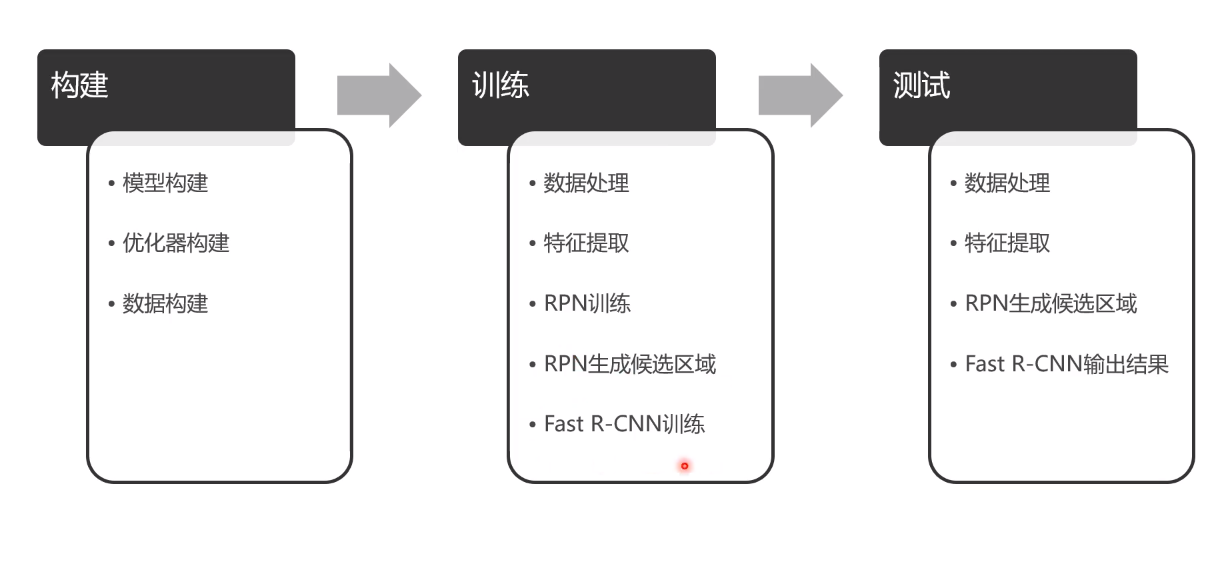 构建
• 模型构建
• 优化器构建
• 数据构建
训练
• 数据处理
• 特征提取
• RPN训练
• RPN生成候选区域
• Fast R-CNN训练
测试
• 数据处理
• 特征提取
• RPN生成候选区域
• Fast R-CNN输出结果